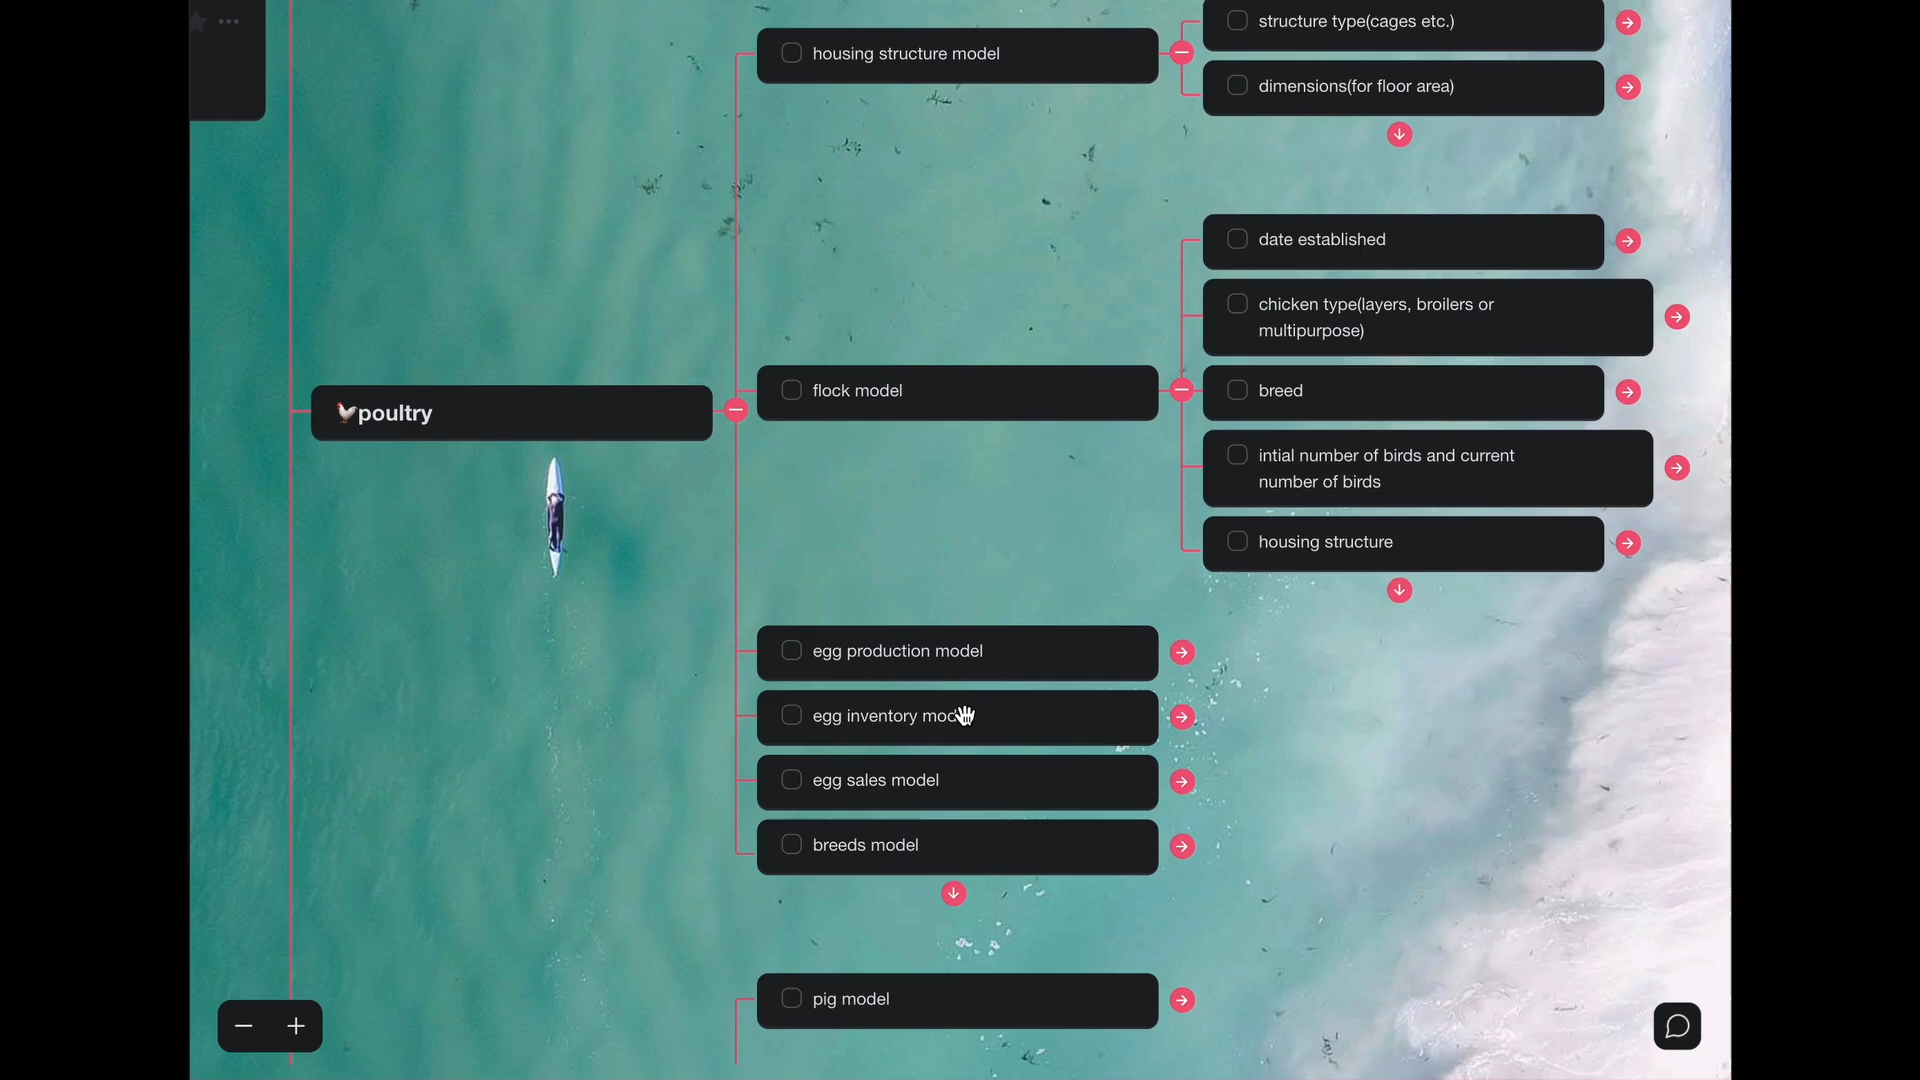 structure type(cages etc.)
housing structure model
dimensions(for floor area)
date established
chicken type(layers, broilers or
multipurpose)
🐓poultry
flock model
breed
intial number of birds and current
number of birds
housing structure
egg production model
egg inventory mod
egg sales model
breeds model
pig model